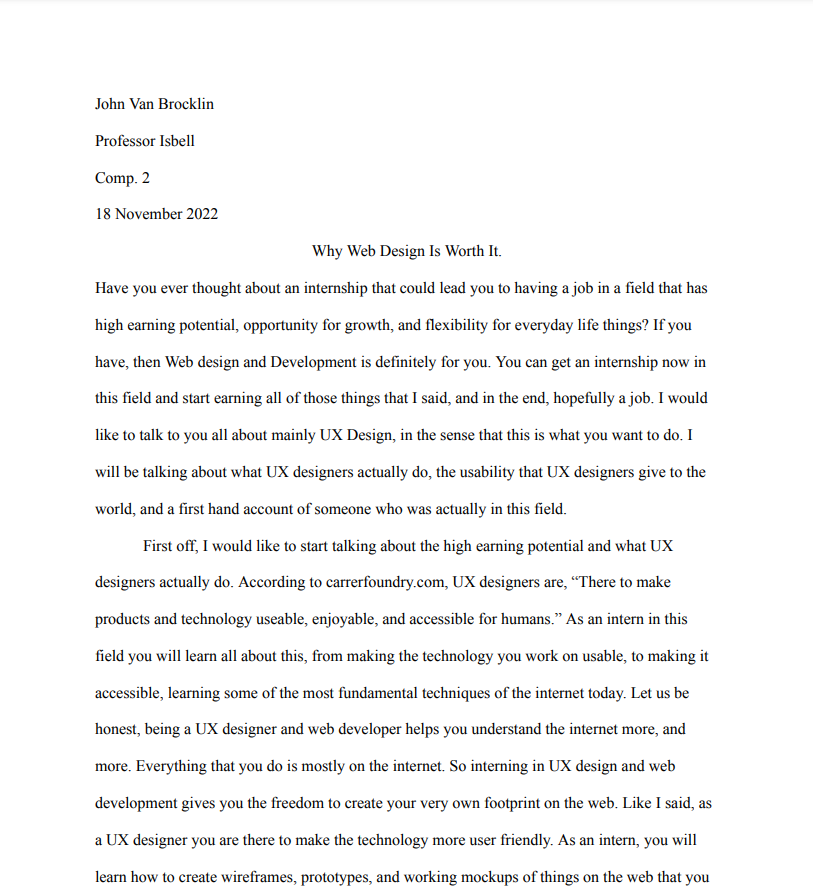 John Van Brocklin
Professor Isbell
Comp. 2
18 November 2022
Why Web Design Is Worth It.
Have you ever thought about an internship that could lead you to having a job in a field that has
high earning potential, opportunity for growth, and flexibility for everyday life things? If you
have, then Web design and Development is definitely for you. You can get an internship now in
this field and start earning all of those things that I said, and in the end, hopefully a job. I would
like to talk to you all about mainly UX Design, in the sense that this is what you want to do. I
will be talking about what UX designers actually do, the usability that UX designers give to the
world, and a first hand account of someone who was actually in this field.
First off, I would like to start talking about the high earning potential and what UX
designers actually do. According to carrerfoundry.com, UX designers are, “There to make
products and technology useable, enjoyable, and accessible for humans.” As an intern in this
field you will learn all about this, from making the technology you work on usable, to making it
accessible, learning some of the most fundamental techniques of the internet today. Let us be
honest, being a UX designer and web developer helps you understand the internet more, and
more. Everything that you do is mostly on the internet. So interning in UX design and web
development gives you the freedom to create your very own footprint on the web. Like I said, as
a UX designer you are there to make the technology more user friendly. As an intern, you will
learn how to create wireframes, prototypes, and working mockups of things on the web that you